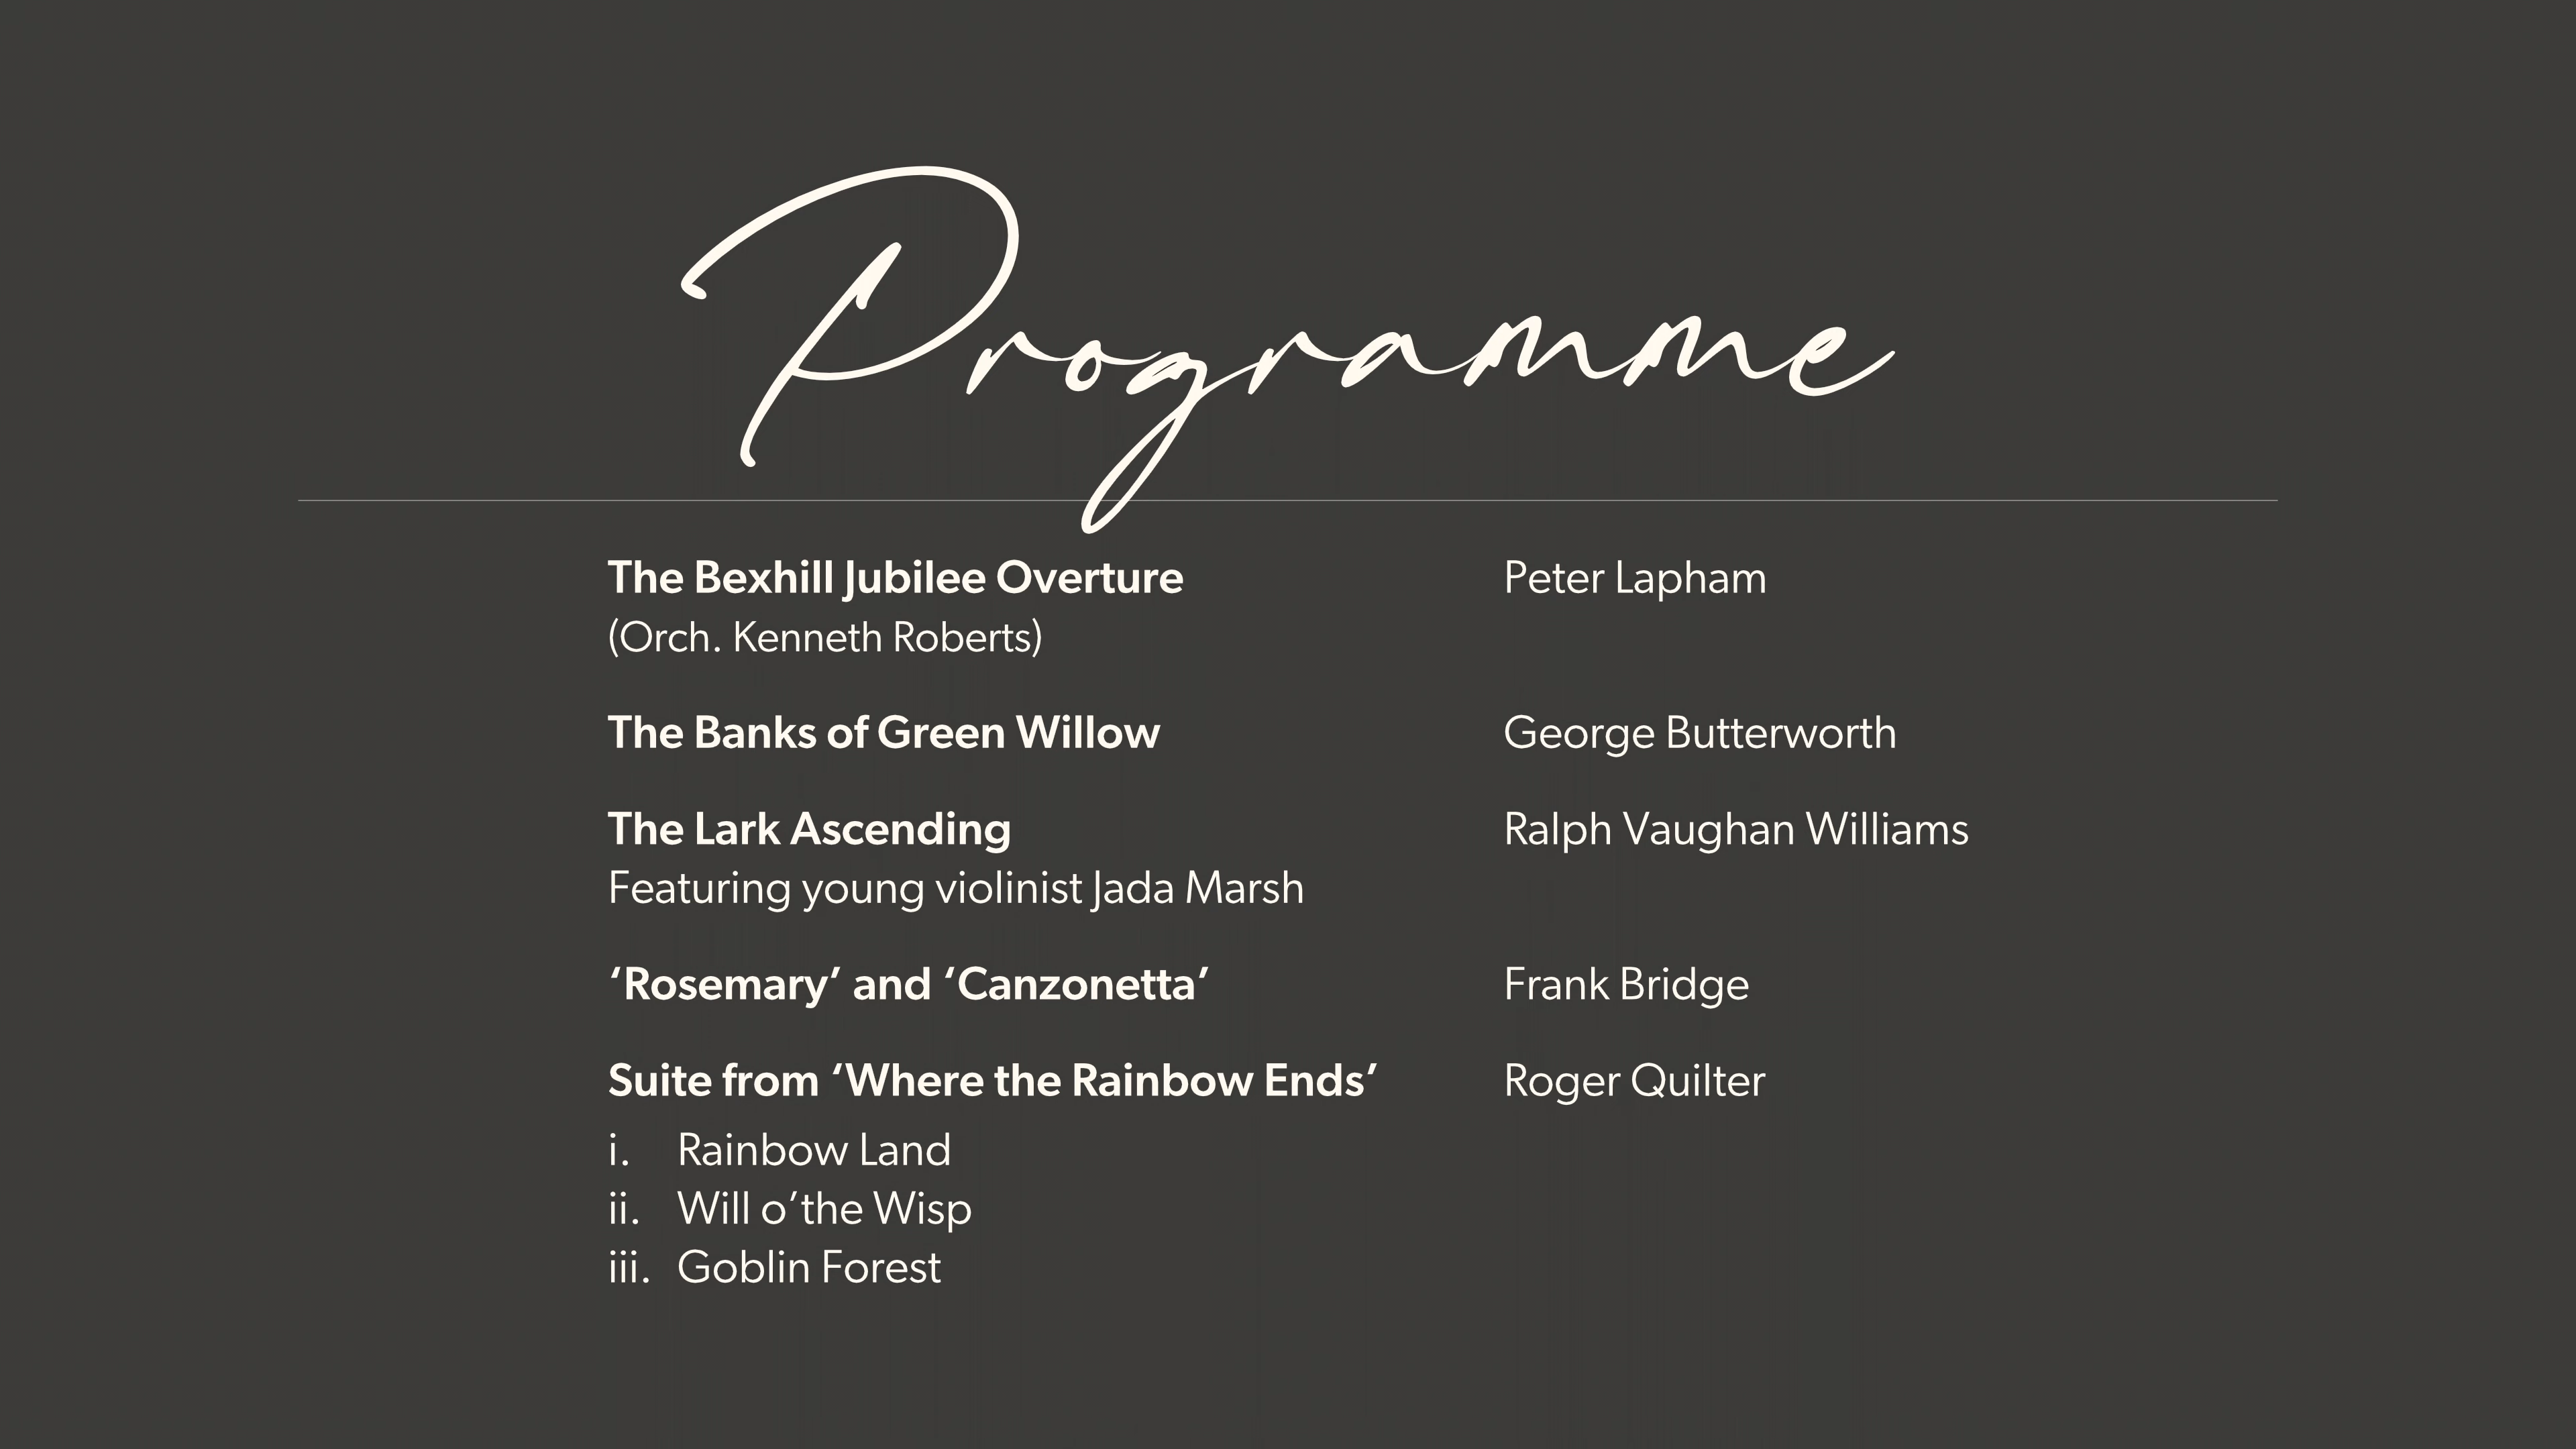 Programme
The Bexhill Jubilee Overture Peter Lapham
(Orch. Kenneth Roberts)
The Banks of Green Willow George Butterworth
The Lark Ascending Ralph Vaughan Williams
Featuring young violinist Jada Marsh
‘Rosemary’ and ‘Canzonetta’ Frank Bridge
Suite from ‘Where the Rainbow Ends’ Roger Quilter
i. Rainbow Land
ii. Will o’the Wisp
iii. Goblin Forest